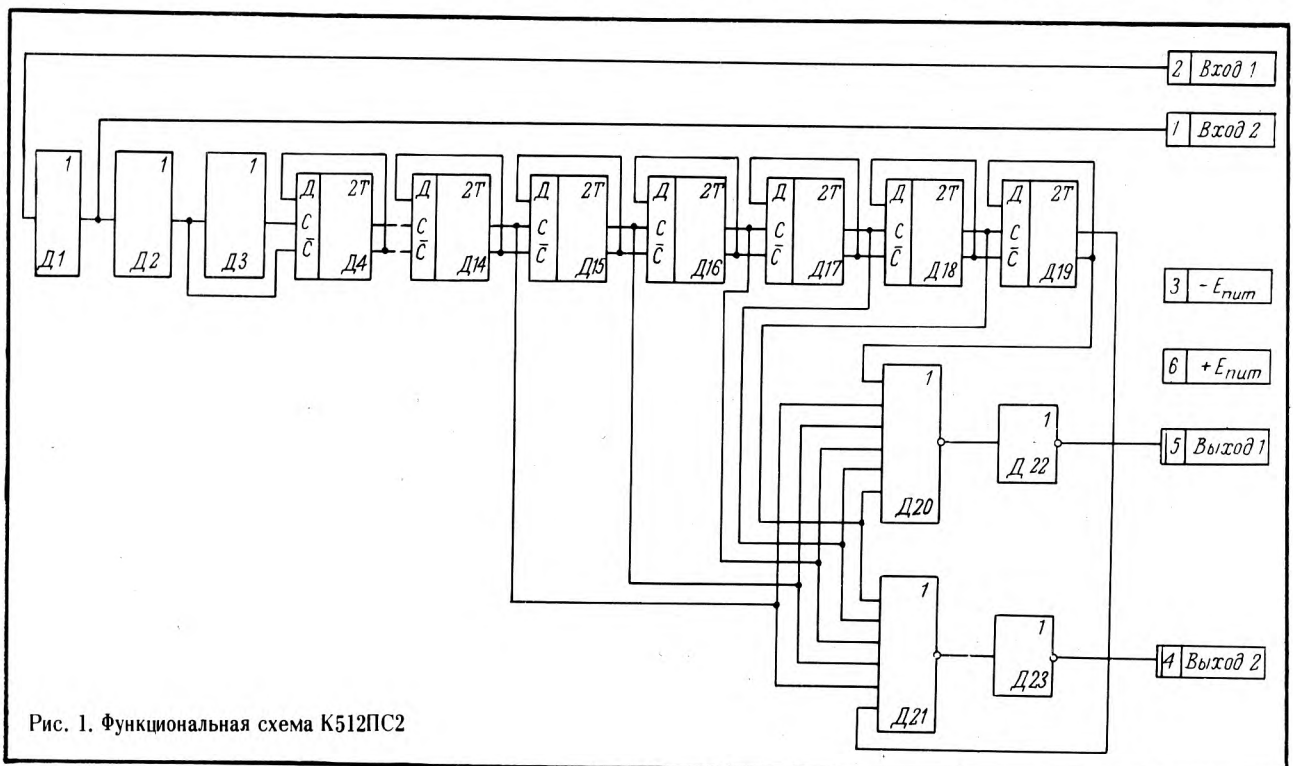 2 Вход 1
1 Вход 2
1
Д1
1
Д2
1
Д3
Д 2Т
C
C̅
Д4
Д 2Т
C
C̅
Д14
Д 2Т
C
C̅
Д15
Д 2Т
C
C̅
Д16
Д 2Т
C
C̅
Д17
Д 2Т
C
C̅
Д18
Д 2Т
C
C̅
Д19
3 - Eпит
6 + Eпит
1
Д20
1
Д 22
5 Выход 1
1
Д21
1
Д23
4 Выход 2
Рис. 1. Функциональная схема К512ПС2